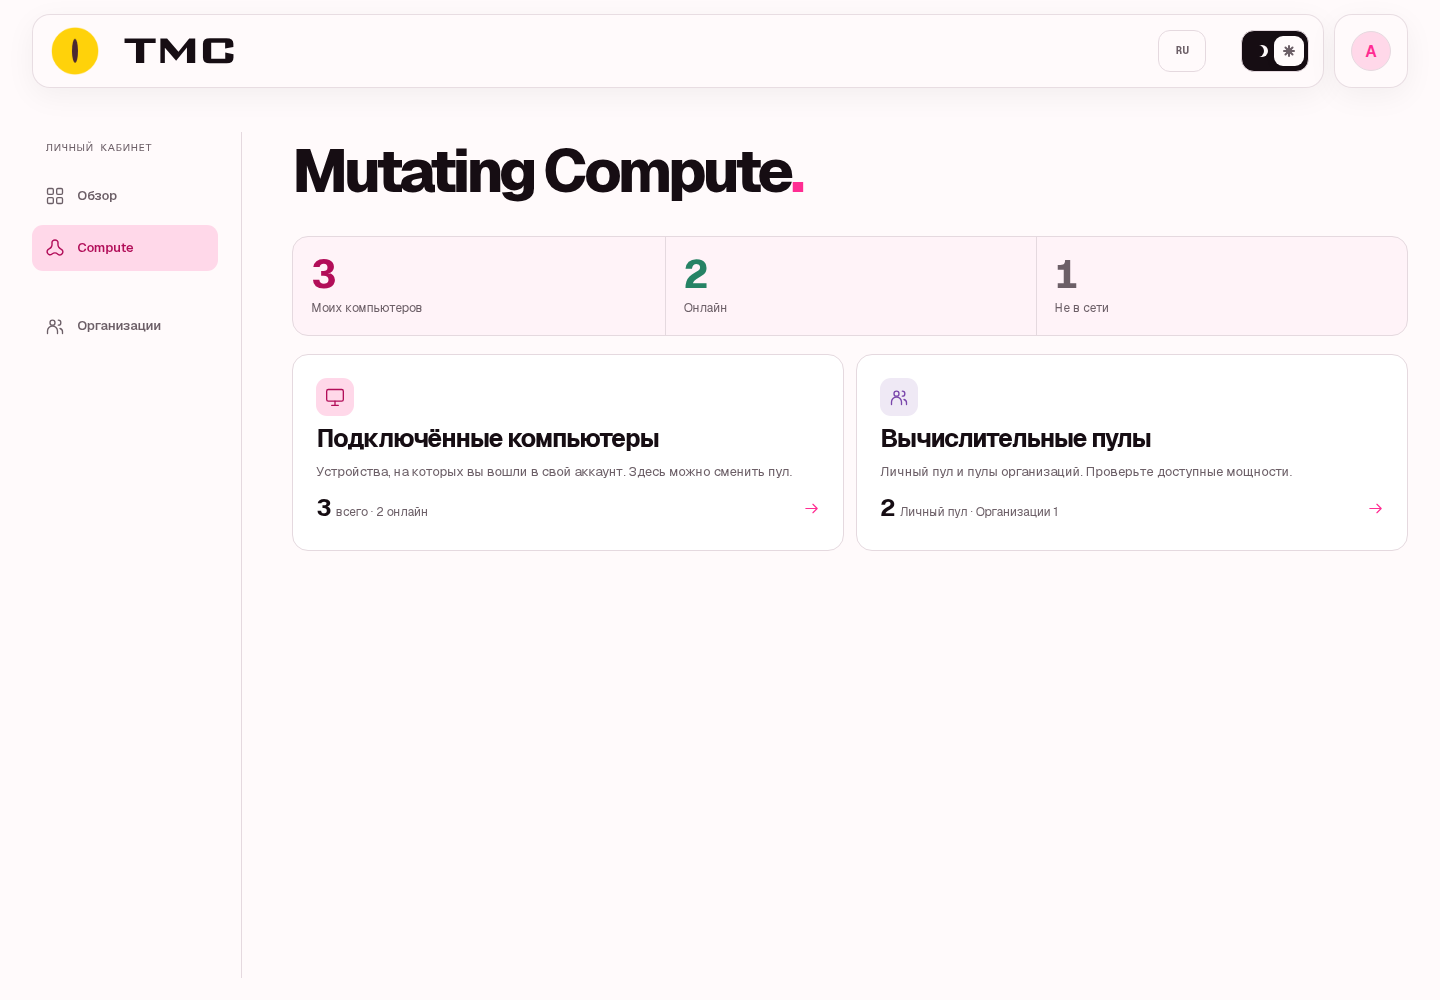 TMC
RU
A
ЛИЧНЫЙ КАБИНЕТ
Обзор
Compute
Организации
Mutating Compute.
3
Моих компьютеров
2
Онлайн
1
Не в сети
Подключённые компьютеры
Устройства, на которых вы вошли в свой аккаунт. Здесь можно сменить пул.
3 всего · 2 онлайн
Вычислительные пулы
Личный пул и пулы организаций. Проверьте доступные мощности.
2 Личный пул · Организации 1